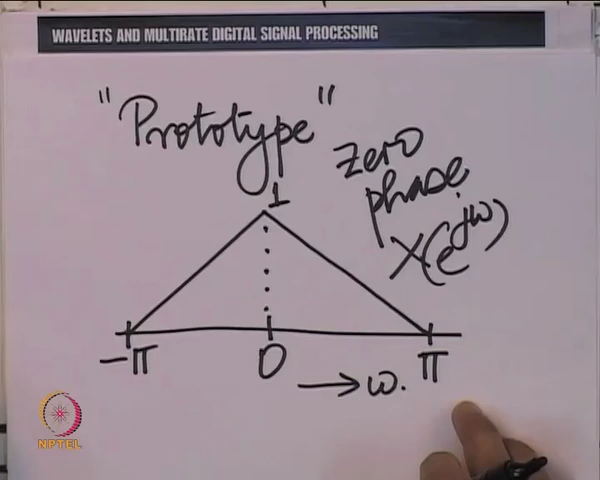 WAVELETS AND MULTIRATE DIGITAL SIGNAL PROCESSING
"Prototype"
Zero
phase
X(e^jω)
1
-π 0 π
→ω.
NPTEL